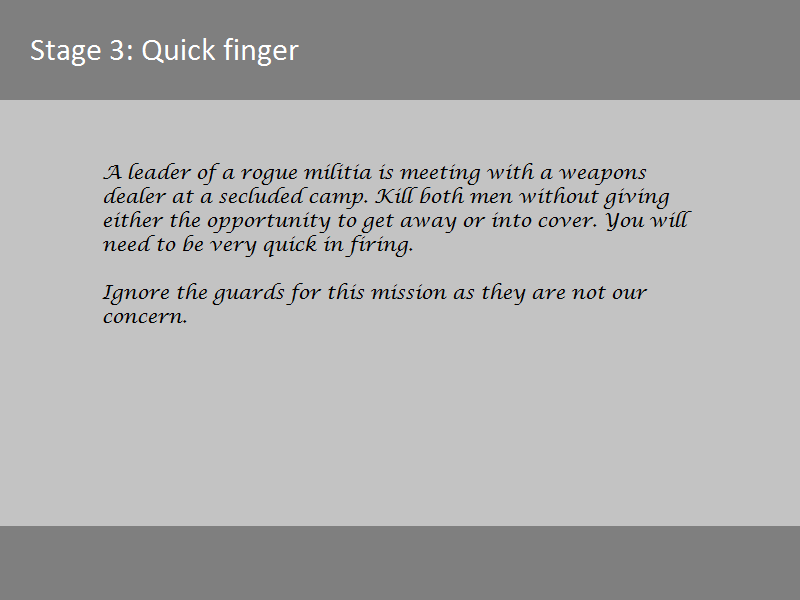 Stage 3: Quick finger
A leader of a rogue militia is meeting with a weapons
dealer at a secluded camp. Kill both men without giving
either the opportunity to get away or into cover. You will
need to be very quick in firing.
Ignore the guards for this mission as they are not our
concern.